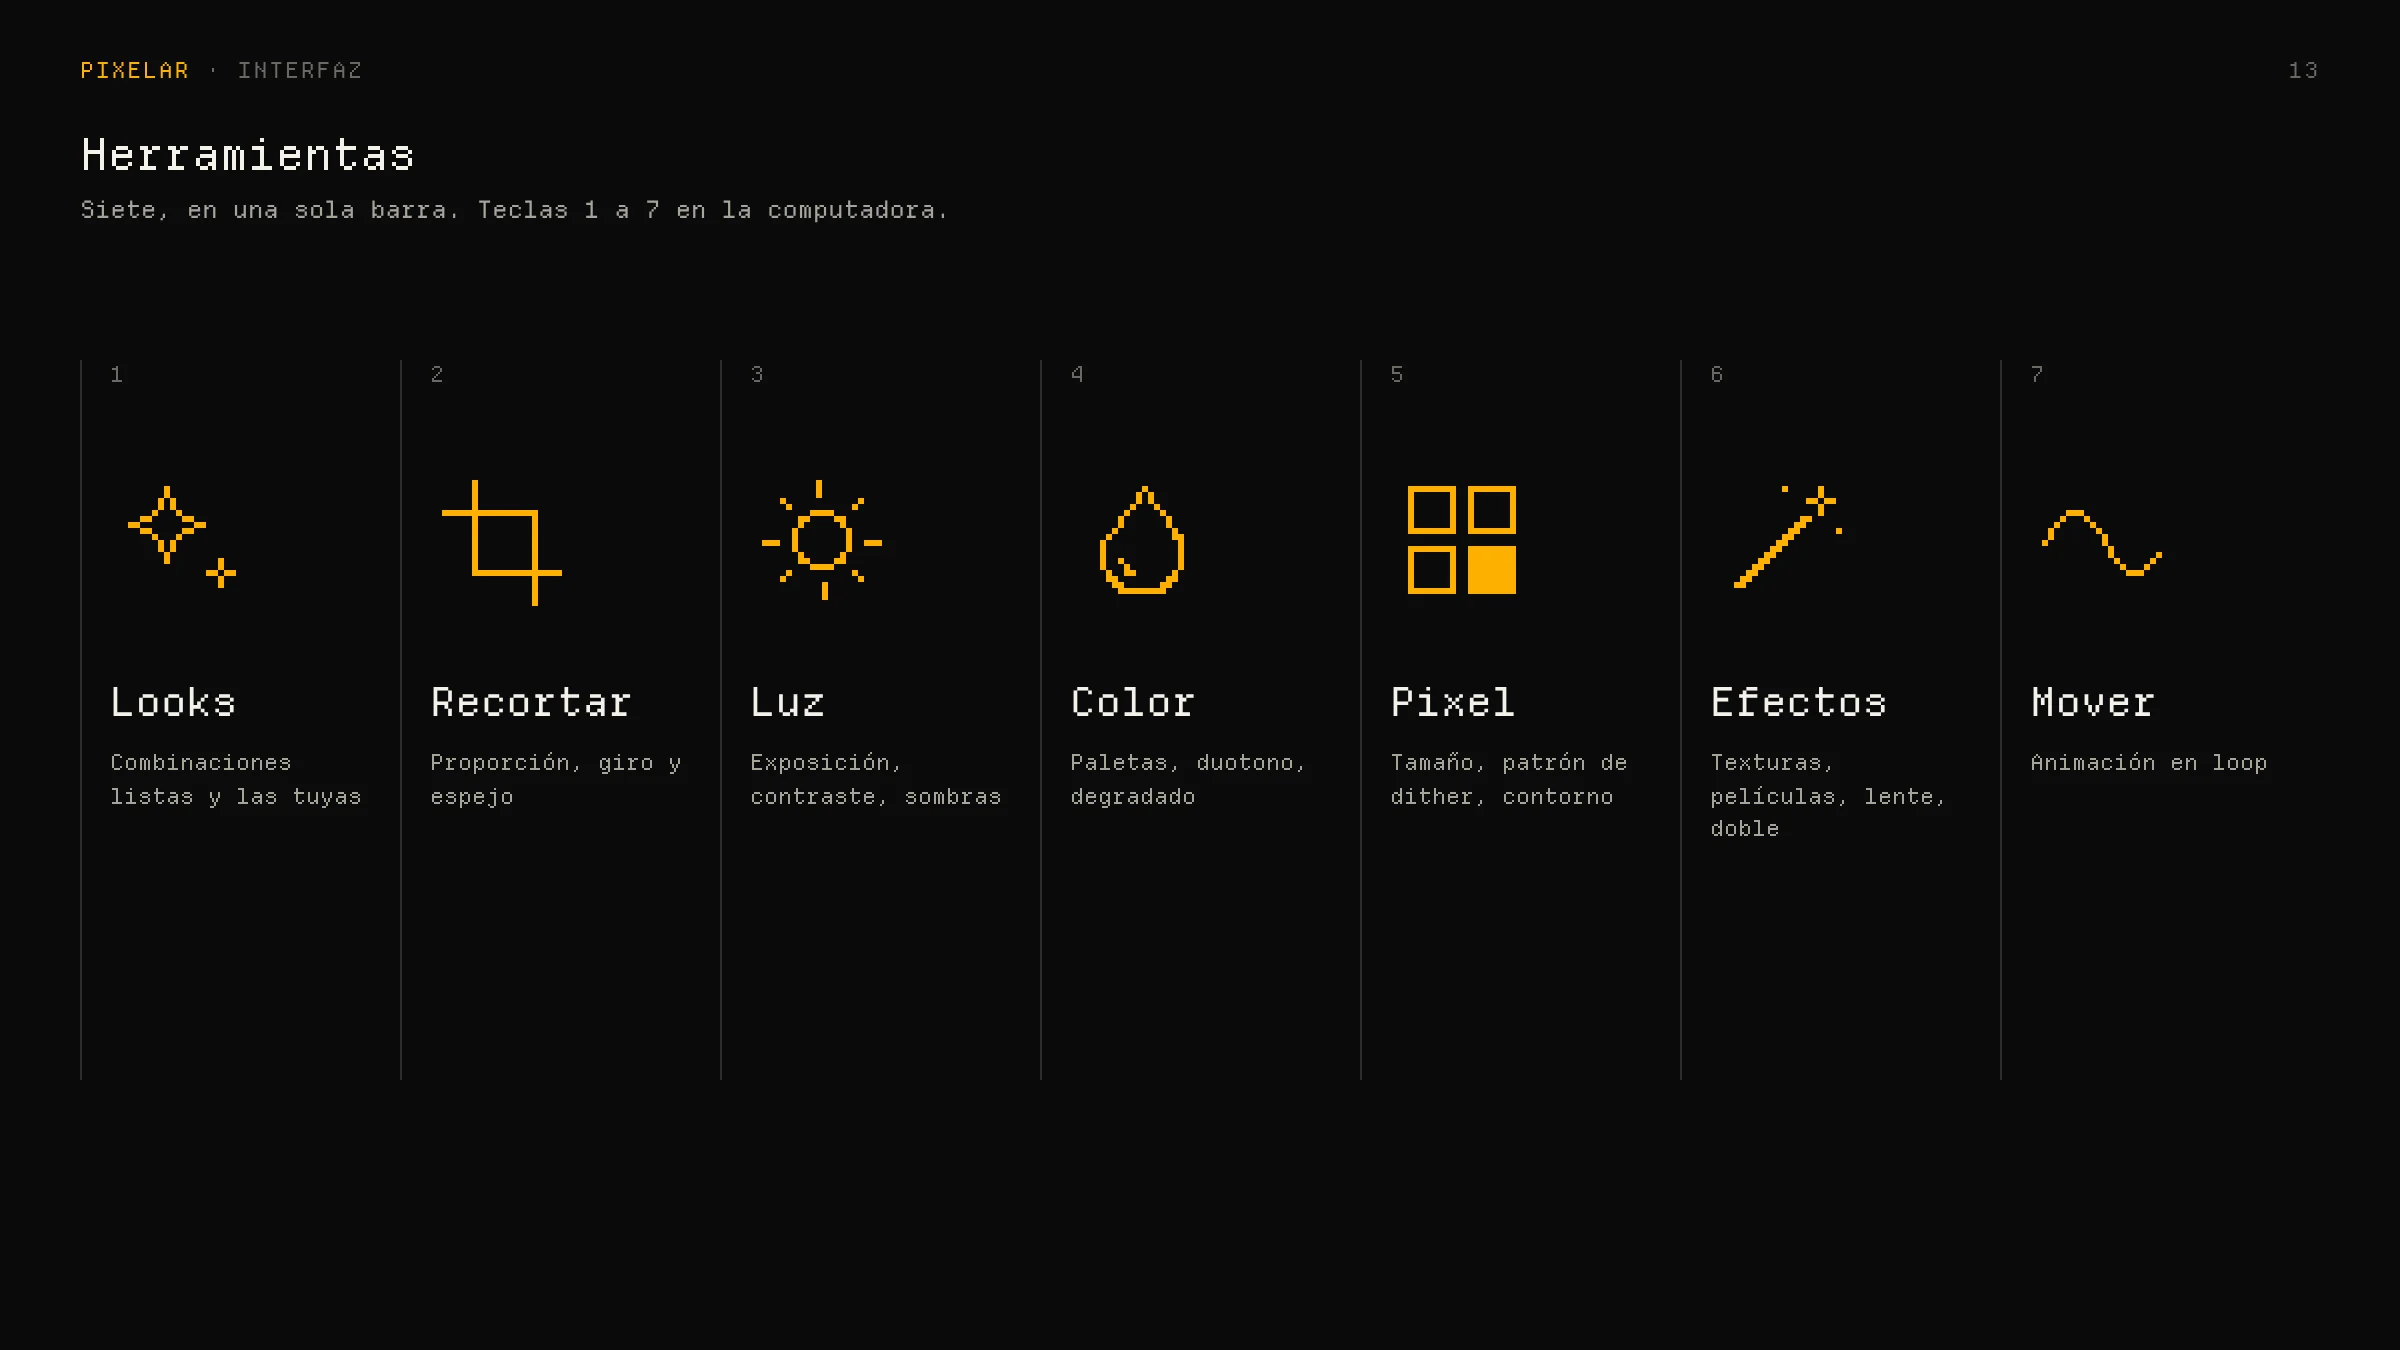 PIXELAR · INTERFAZ
13
Herramientas
Siete, en una sola barra. Teclas 1 a 7 en la computadora.
1
Looks
Combinaciones
listas y las tuyas
2
Recortar
Proporción, giro y
espejo
3
Luz
Exposición,
contraste, sombras
4
Color
Paletas, duotono,
degradado
5
Pixel
Tamaño, patrón de
dither, contorno
6
Efectos
Texturas,
películas, lente,
doble
7
Mover
Animación en loop